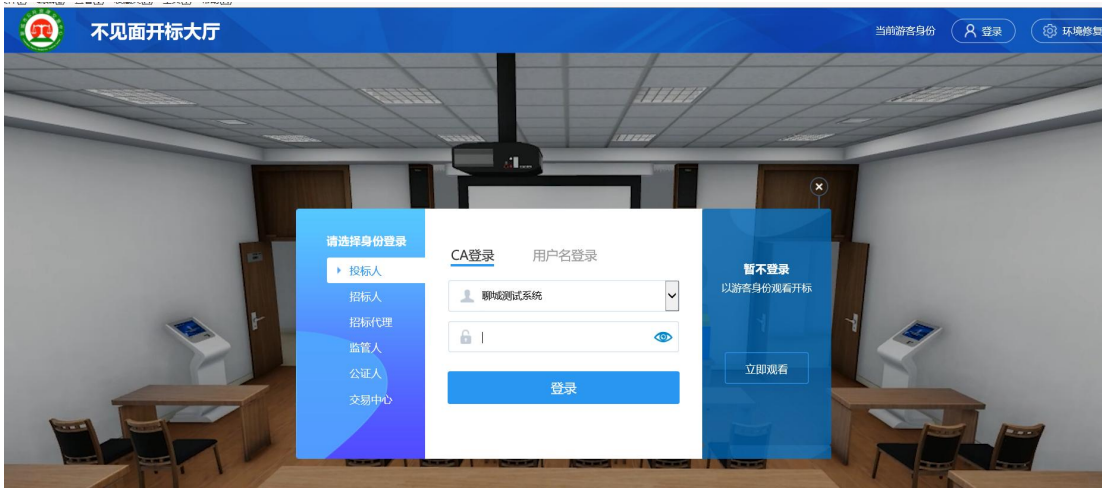 不见面开标大厅
当前游客身份
登录
环境修复
请选择身份登录
投标人
招标人
招标代理
监管人
公证人
交易中心
CA登录
用户名登录
聊城测试系统
登录
暂不登录
以游客身份观看开标
立即观看